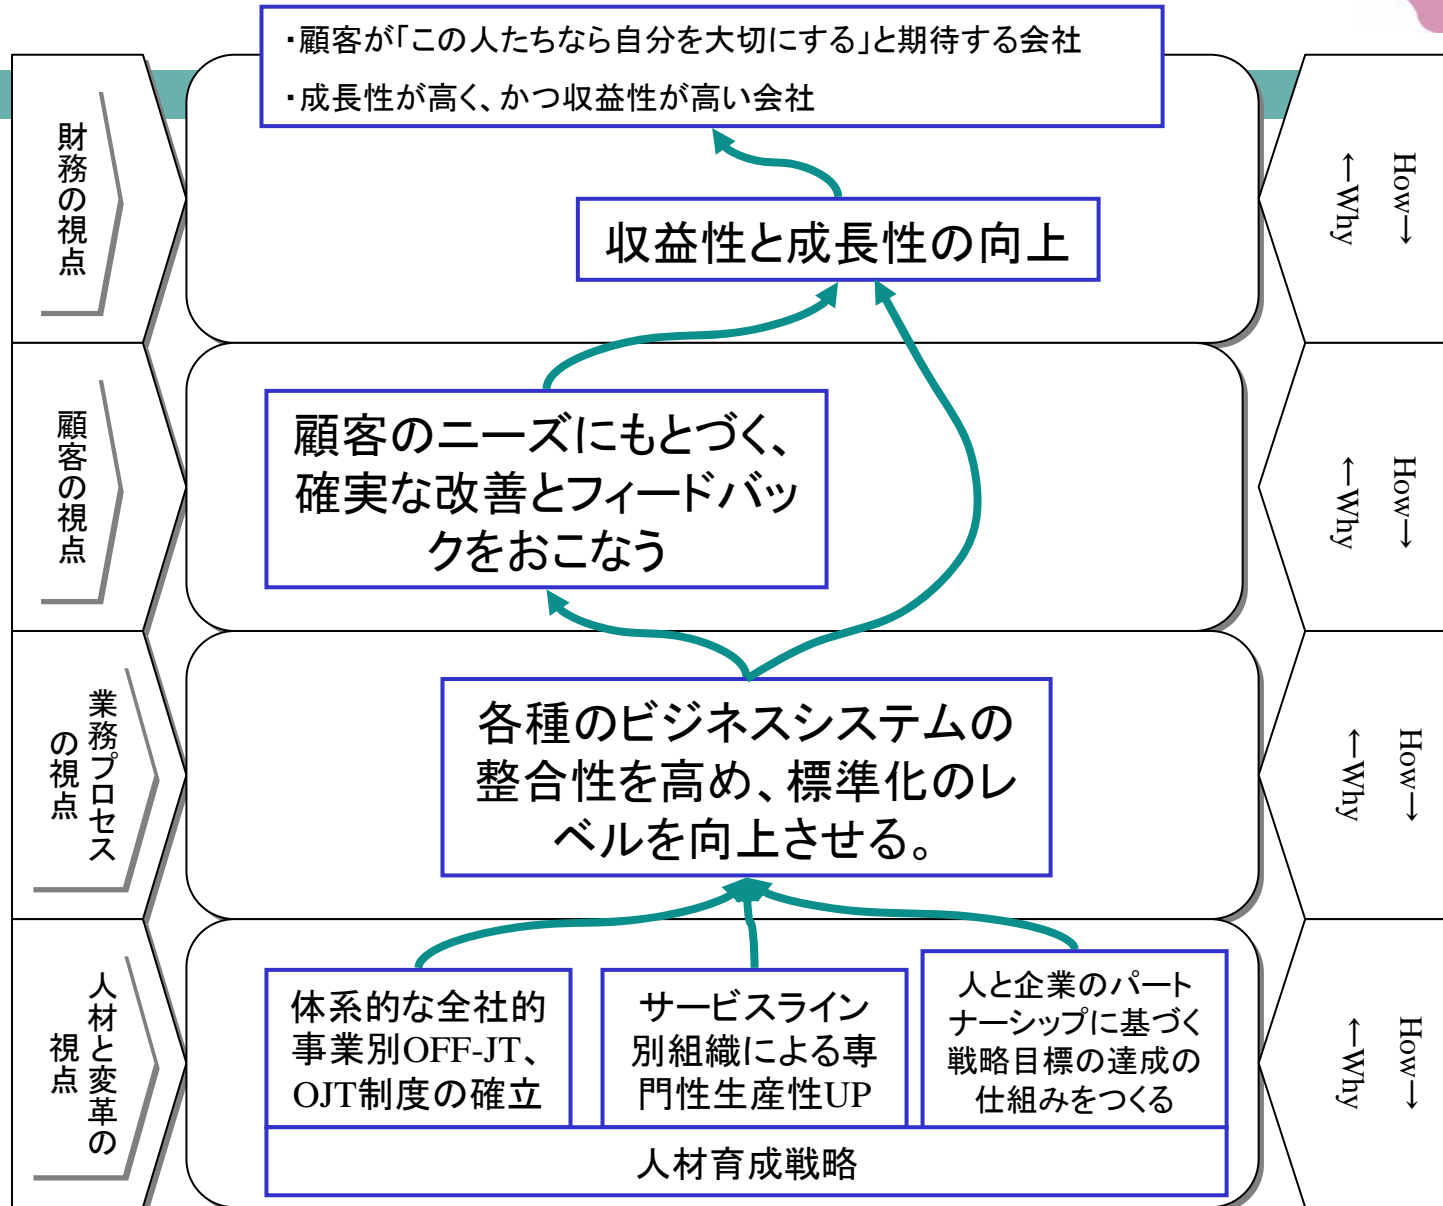 ・顧客が「この人たちなら自分を大切にする」と期待する会社
・成長性が高く、かつ収益性が高い会社
財務の視点
収益性と成長性の向上
How→
←Why
顧客の視点
顧客のニーズにもとづく、
確実な改善とフィードバッ
クをおこなう
How→
←Why
業務プロセス
の視点
各種のビジネスシステムの
整合性を高め、標準化のレ
ベルを向上させる。
How→
←Why
人材と変革の
視点
体系的な全社的
事業別OFF-JT、
OJT制度の確立
サービスライン
別組織による専
門性生産性UP
人と企業のパート
ナーシップに基づく
戦略目標の達成の
仕組みをつくる
人材育成戦略
How→
←Why